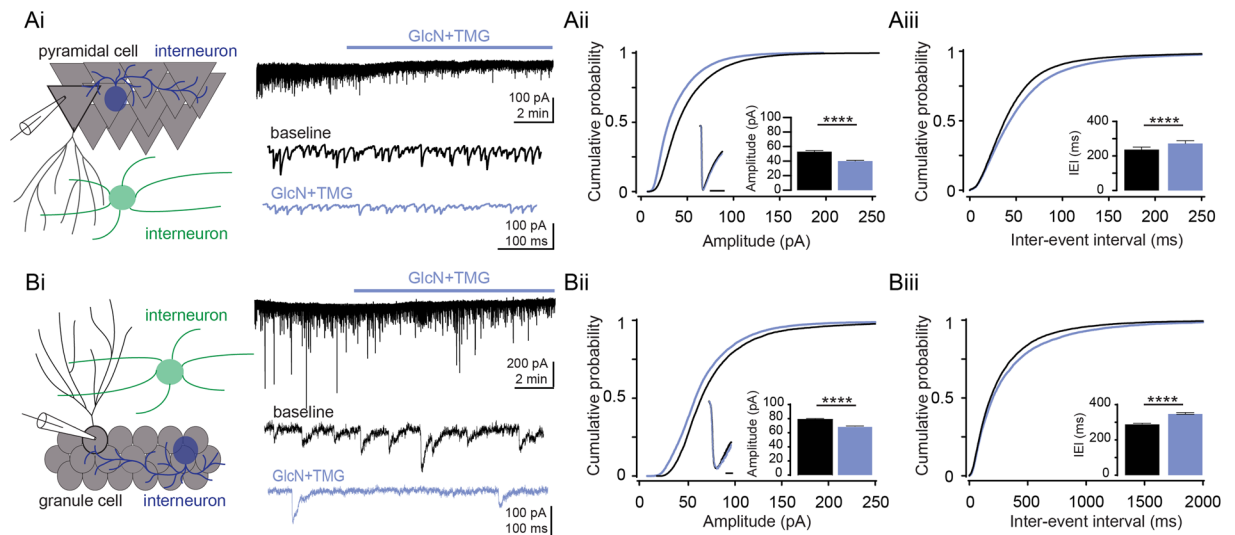 Ai
pyramidal cell
interneuron
interneuron
GlcN+TMG
100 pA
2 min
baseline
GlcN+TMG
100 pA
100 ms
Aii
Cumulative probability
1
0.5
0
0
50
100
150
200
250
Amplitude (pA)
Amplitude (pA)
100
80
60
40
20
0
****
Aiii
Cumulative probability
1
0.5
0
0
50
100
150
200
250
Inter-event interval (ms)
IEI (ms)
400
200
0
****
Bi
interneuron
granule cell
interneuron
GlcN+TMG
200 pA
2 min
baseline
GlcN+TMG
100 pA
100 ms
Bii
Cumulative probability
1
0.5
0
0
50
100
150
200
250
Amplitude (pA)
Amplitude (pA)
100
80
60
40
20
0
****
Biii
Cumulative probability
1
0.5
0
0
500
1000
1500
2000
Inter-event interval (ms)
IEI (ms)
400
200
0
****